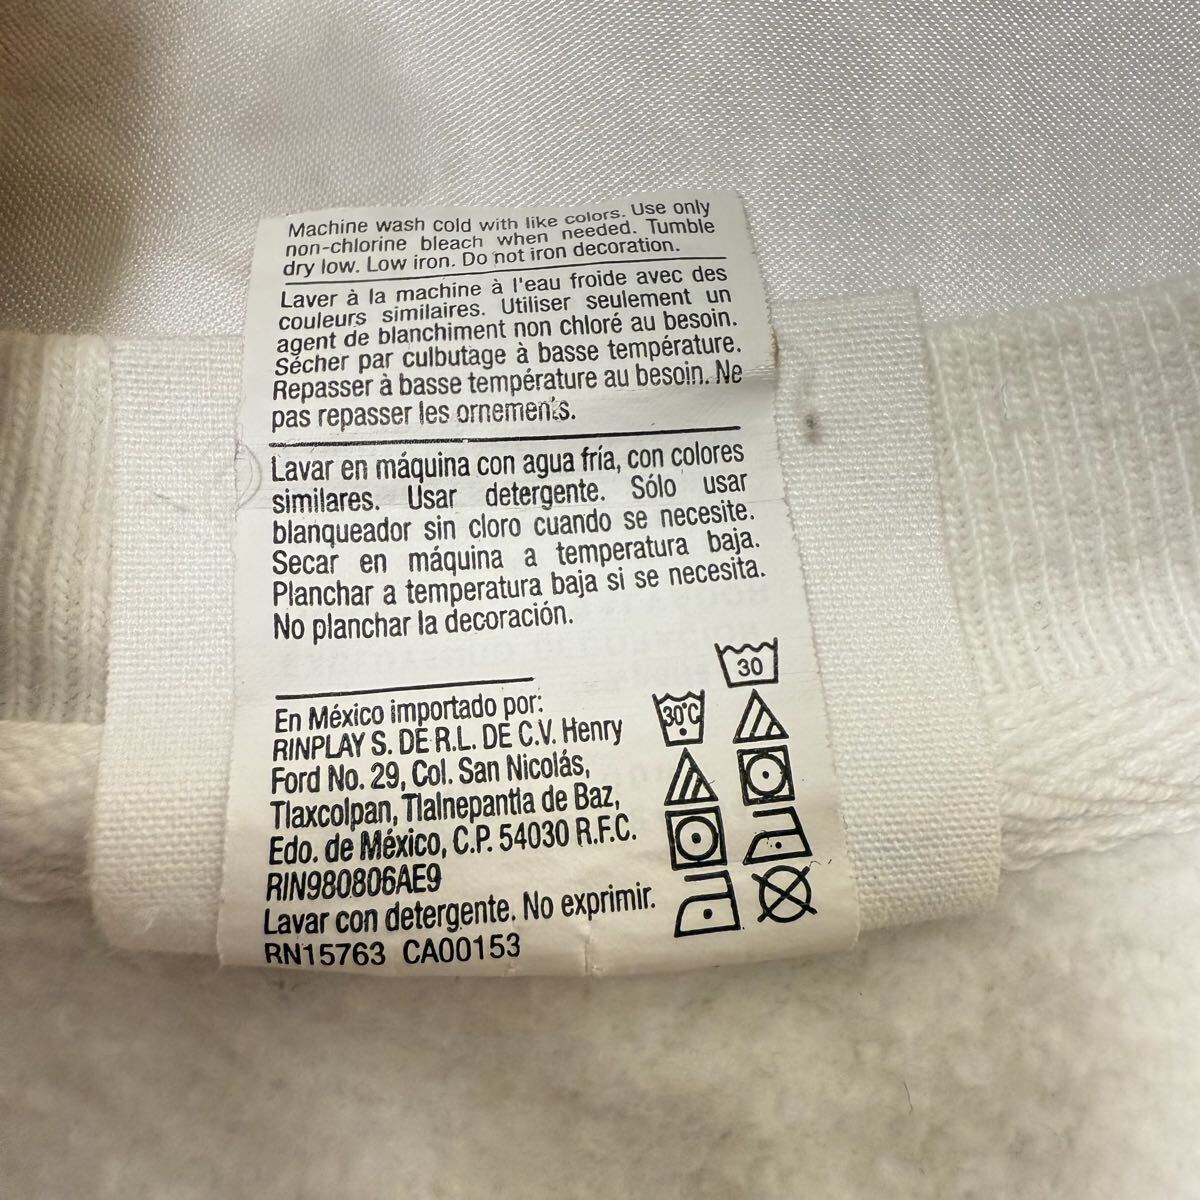 Machine wash cold with like colors. Use only
non-chlorine bleach when needed. Tumble
dry low. Low iron. Do not iron decoration.
Laver à la machine à l'eau froide avec des
couleurs similaires. Utiliser seulement un
agent de blanchiment non chloré au besoin.
Sécher par culbutage à basse température.
Repasser à basse température au besoin. Ne
pas repasser les ornements.
Lavar en máquina con agua fría, con colores
similares. Usar detergente. Sólo usar
blanqueador sin cloro cuando se necesite.
Secar en máquina a temperatura baja.
Planchar a temperatura baja si se necesita.
No planchar la decoración.
30
30°C
En México importado por:
RINPLAY S. DE R.L. DE C.V. Henry
Ford No. 29, Col. San Nicolás,
Tlaxcolpan, Tlalnepantla de Baz,
Edo. de México, C.P. 54030 R.F.C.
RIN980806AE9
Lavar con detergente. No exprimir.
RN15763 CA00153